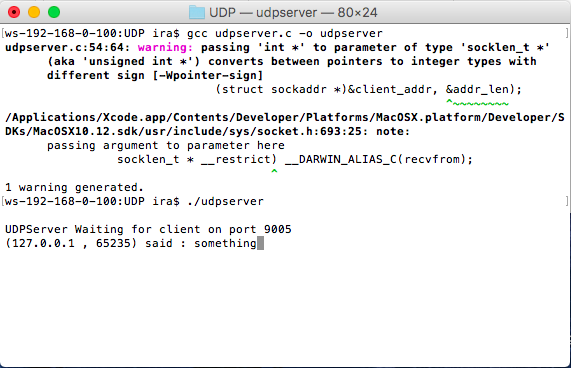 UDP — udpserver — 80×24
[ws-192-168-0-100:UDP ira$ gcc udpserver.c -o udpserver ]
udpserver.c:54:64: warning: passing 'int *' to parameter of type 'socklen_t *'
(aka 'unsigned int *') converts between pointers to integer types with
different sign [-Wpointer-sign]
(struct sockaddr *)&client_addr, &addr_len);
^~~~~~~~~
/Applications/Xcode.app/Contents/Developer/Platforms/MacOSX.platform/Developer/S
DKs/MacOSX10.12.sdk/usr/include/sys/socket.h:693:25: note:
passing argument to parameter here
socklen_t * __restrict) __DARWIN_ALIAS_C(recvfrom);
^
1 warning generated.
[ws-192-168-0-100:UDP ira$ ./udpserver ]
UDPServer Waiting for client on port 9005
(127.0.0.1 , 65235) said : something